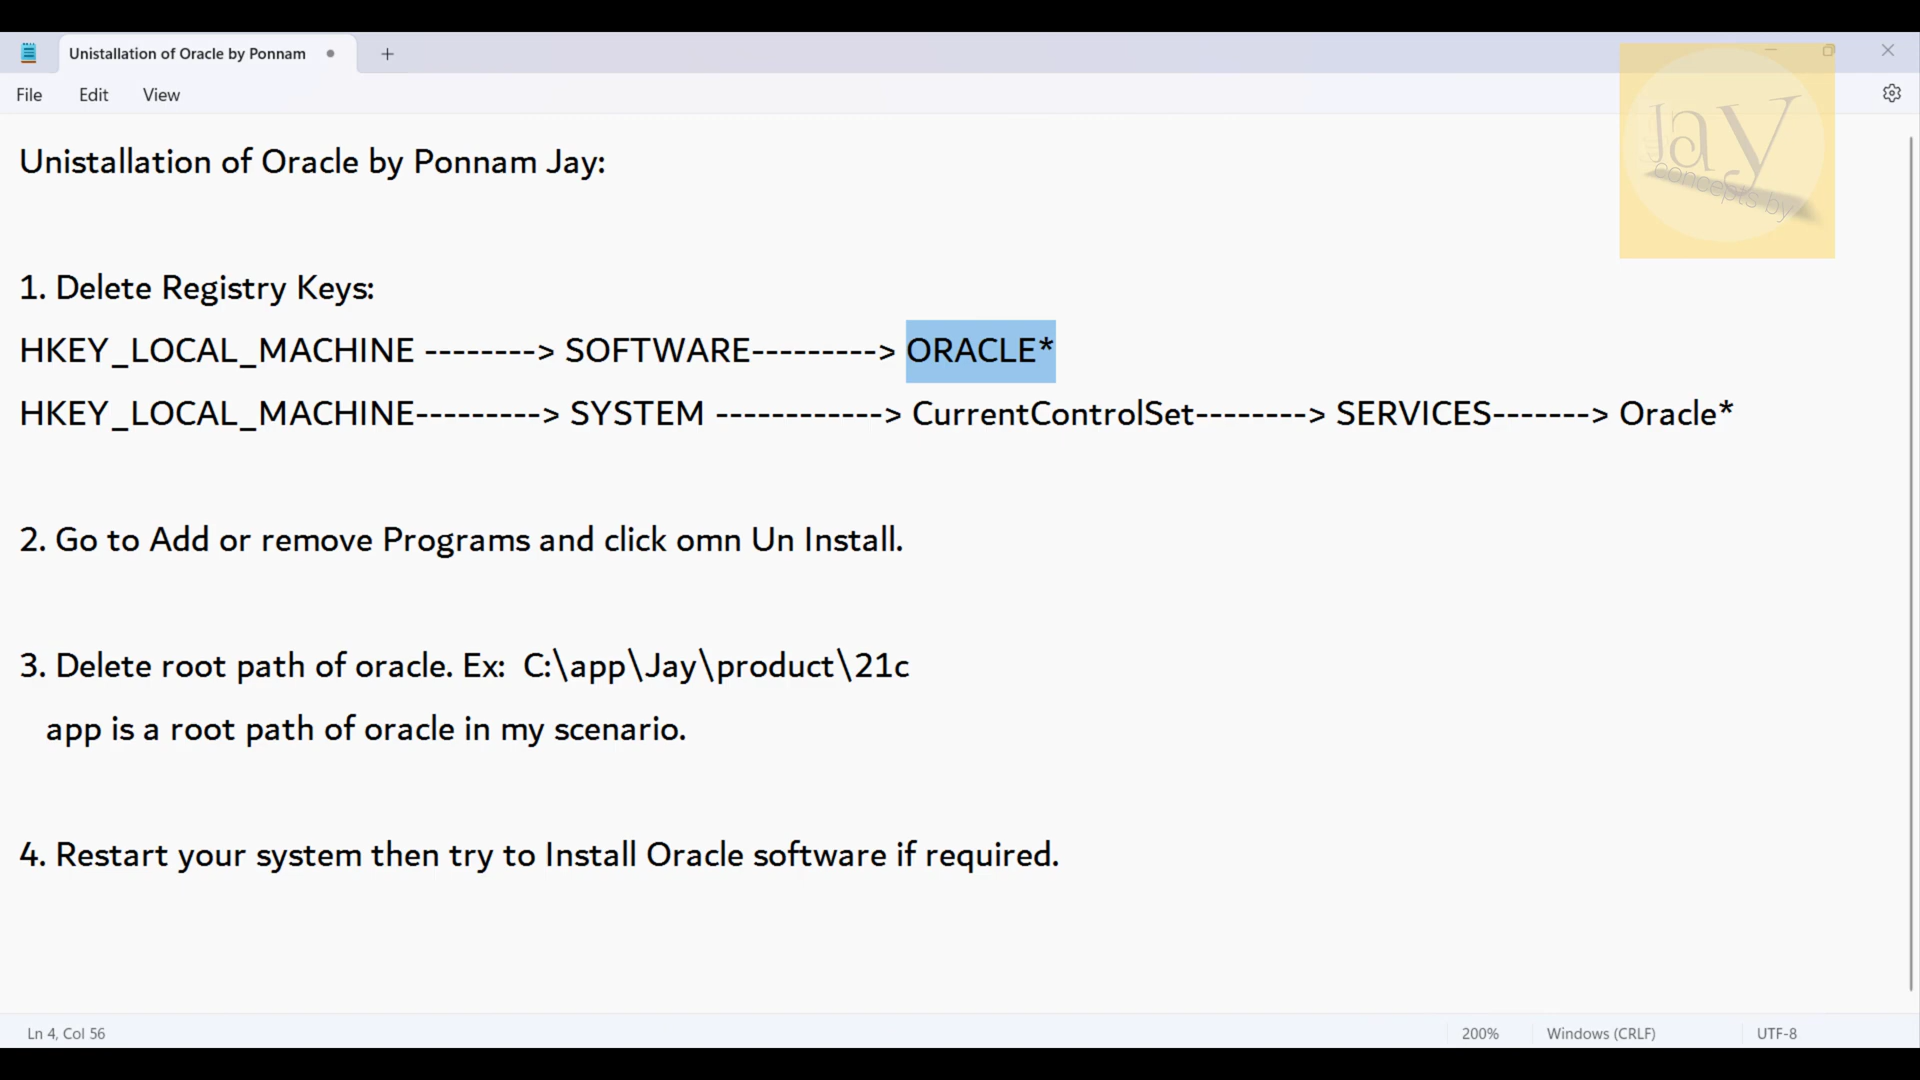 Unistallation of Oracle by Ponnam
File Edit View
Jay
concepts by
Unistallation of Oracle by Ponnam Jay:
1. Delete Registry Keys:
HKEY_LOCAL_MACHINE --------> SOFTWARE---------> ORACLE*
HKEY_LOCAL_MACHINE---------> SYSTEM ------------> CurrentControlSet--------> SERVICES-------> Oracle*
2. Go to Add or remove Programs and click omn Un Install.
3. Delete root path of oracle. Ex:  C:\app\Jay\product\21c
app is a root path of oracle in my scenario.
4. Restart your system then try to Install Oracle software if required.
Ln 4, Col 56 200% Windows (CRLF) UTF-8